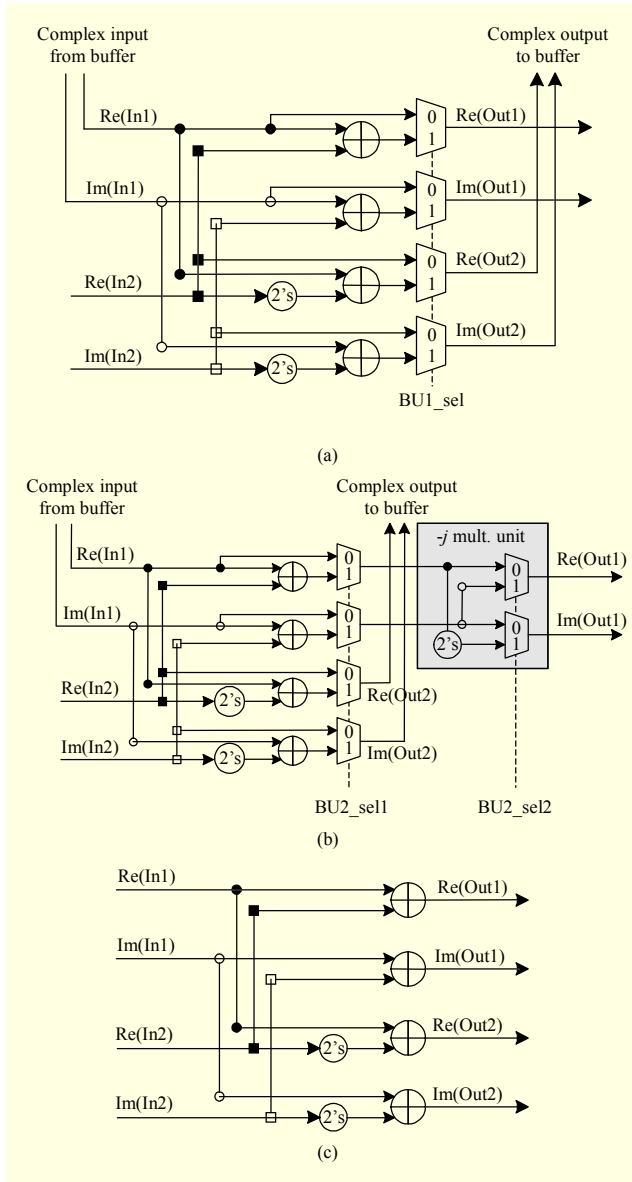 Complex input
from buffer
Complex output
to buffer
Re(In1)
0
1
Re(Out1)
Im(In1)
0
1
Im(Out1)
Re(In2)
2's
0
1
Re(Out2)
Im(In2)
2's
0
1
Im(Out2)
BU1_sel
(a)
Complex input
from buffer
Complex output
to buffer
-j mult. unit
Re(In1)
0
1
0
1
Re(Out1)
Im(In1)
0
1
2's
0
1
Im(Out1)
Re(In2)
2's
0
1
Re(Out2)
Im(In2)
2's
0
1
Im(Out2)
BU2_sel1
BU2_sel2
(b)
Re(In1)
Re(Out1)
Im(In1)
Im(Out1)
Re(In2)
2's
Re(Out2)
Im(In2)
2's
Im(Out2)
(c)